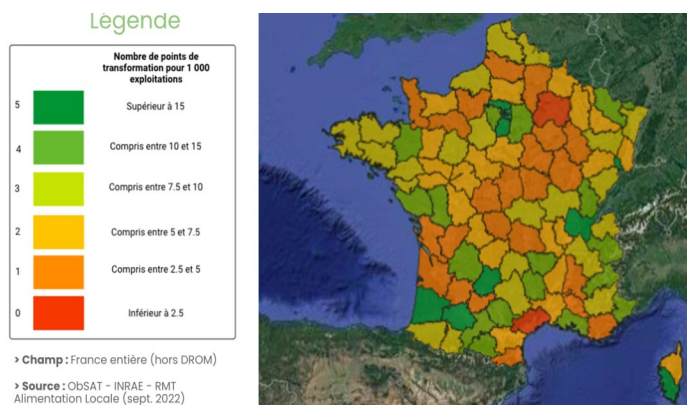 Légende
Nombre de points de
transformation pour 1 000
exploitations
5 Supérieur à 15
4 Compris entre 10 et 15
3 Compris entre 7.5 et 10
2 Compris entre 5 et 7.5
1 Compris entre 2.5 et 5
0 Inférieur à 2.5
> Champ : France entière (hors DROM)
> Source : ObSAT - INRAE - RMT
Alimentation Locale (sept. 2022)